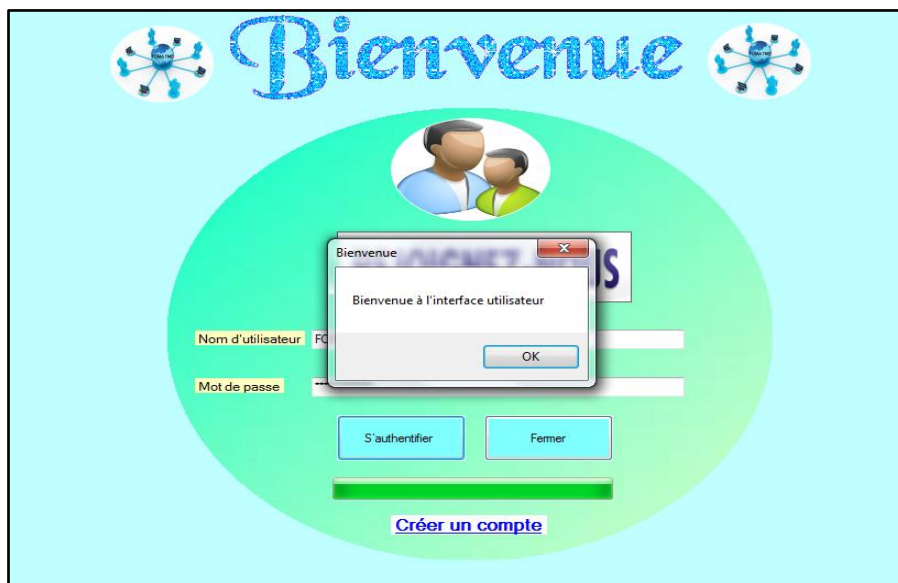 Bienvenue
Bienvenue
Bienvenue à l'interface utilisateur
OK
Nom d'utilisateur
Mot de passe
S'authentifier
Fermer
Créer un compte